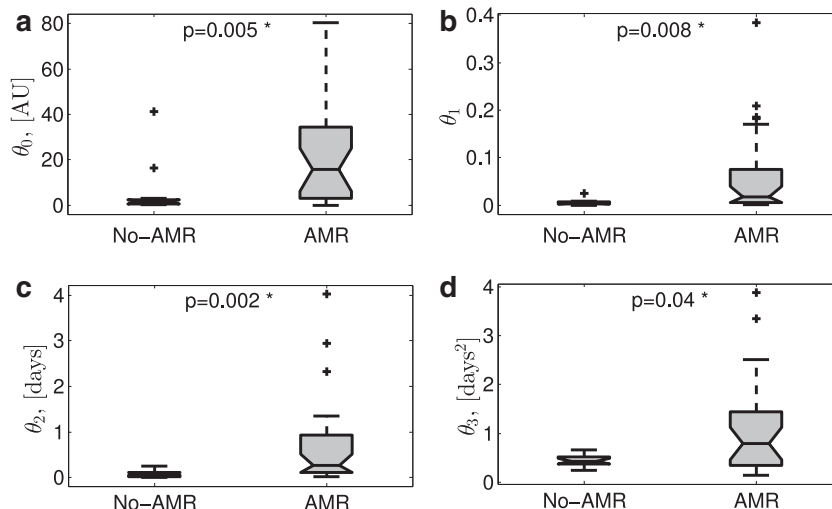 a
p=0.005 *
θ0, [AU]
80
60
40
20
0
No-AMR
AMR
b
p=0.008 *
θ1
0.4
0.3
0.2
0.1
0
No-AMR
AMR
c
p=0.002 *
θ2, [days]
4
3
2
1
0
No-AMR
AMR
d
p=0.04 *
θ3, [days²]
4
3
2
1
0
No-AMR
AMR